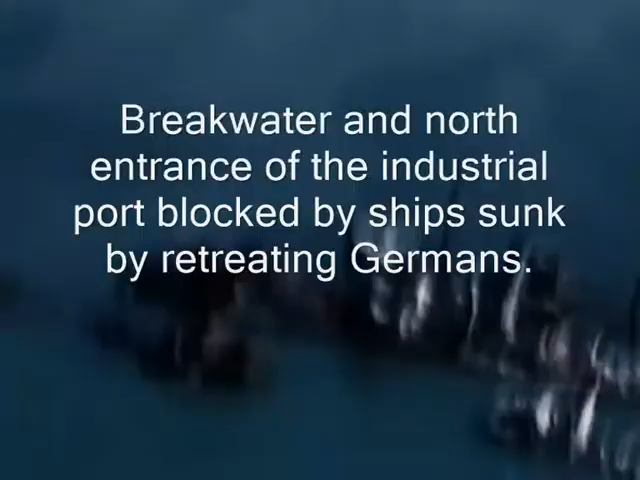 Breakwater and north
entrance of the industrial
port blocked by ships sunk
by retreating Germans.